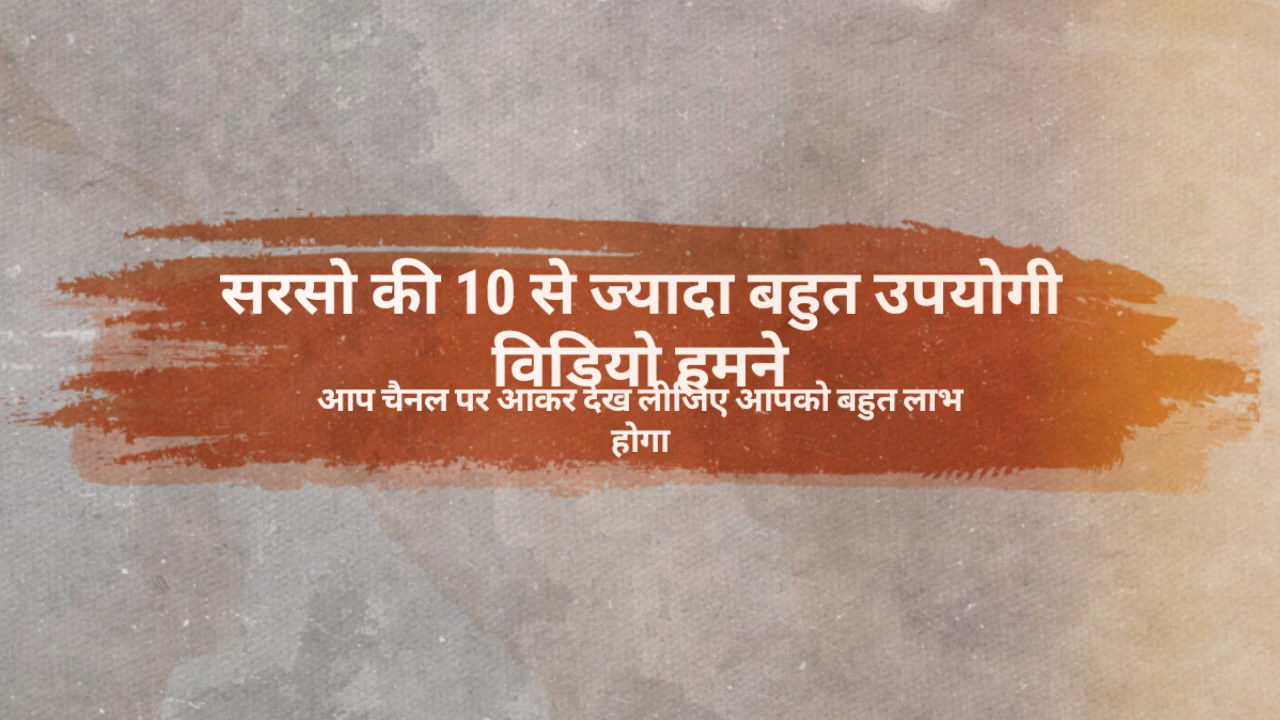 सरसो की 10 से ज्यादा बहुत उपयोगी
विडियो हमने
आप चैनल पर आकर देख लीजिए आपको बहुत लाभ
होगा